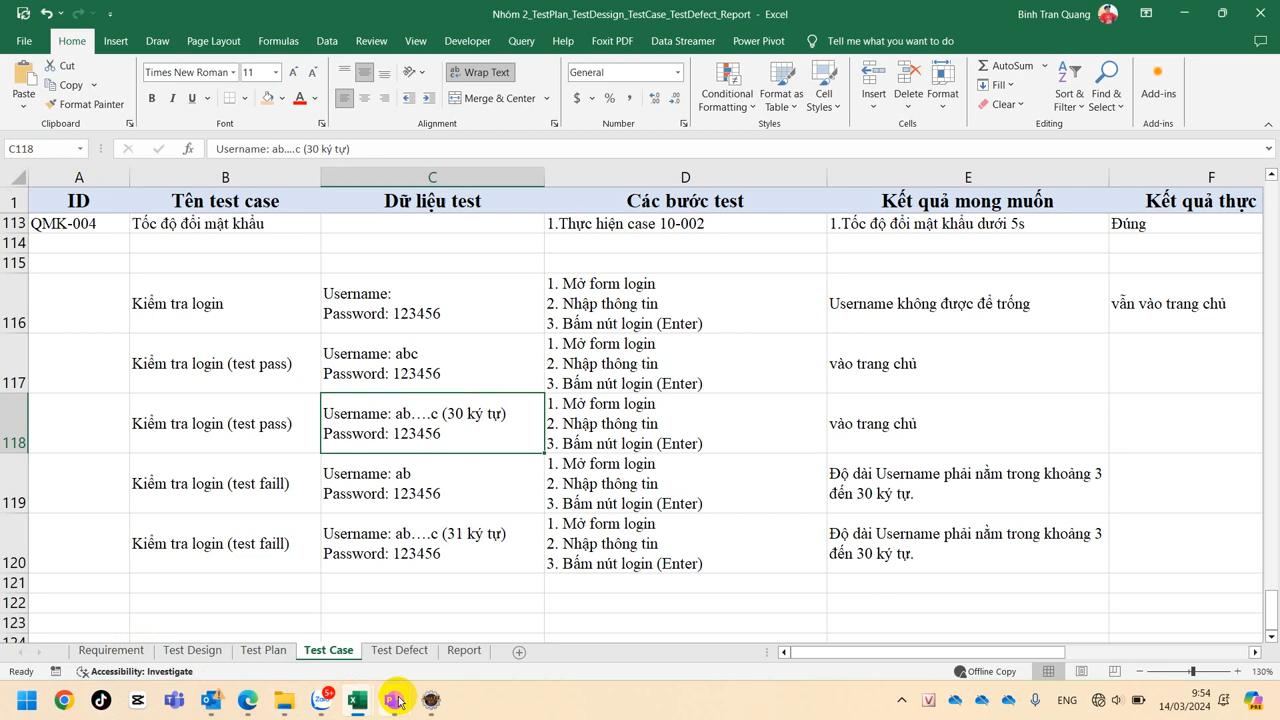 Nhóm 2_TestPlan_TestDessign_TestCase_TestDefect_Report - Excel
Binh Tran Quang
File Home Insert Draw Page Layout Formulas Data Review View Developer Query Help Foxit PDF Data Streamer Power Pivot Tell me what you want to do
Cut
Copy
Format Painter
Paste
Clipboard
Times New Roman 11
B I U
Font
Wrap Text
Merge & Center
Alignment
General
$ % ,
Number
Conditional Formatting
Format as Table
Cell Styles
Styles
Insert Delete Format
Cells
AutoSum
Fill
Clear
Sort & Filter
Find & Select
Editing
Add-ins
Add-ins
C118
fx
Username: ab….c (30 ký tự)
A B C D E F
1 ID Tên test case Dữ liệu test Các bước test Kết quả mong muốn Kết quả thực
113 QMK-004 Tốc độ đổi mật khẩu 1.Thực hiện case 10-002 1.Tốc độ đổi mật khẩu dưới 5s Đúng
114
115
116 Kiểm tra login
Username:
Password: 123456
1. Mở form login
2. Nhập thông tin
3. Bấm nút login (Enter)
Username không được để trống
vẫn vào trang chủ
117 Kiểm tra login (test pass)
Username: abc
Password: 123456
1. Mở form login
2. Nhập thông tin
3. Bấm nút login (Enter)
vào trang chủ
118 Kiểm tra login (test pass)
Username: ab….c (30 ký tự)
Password: 123456
1. Mở form login
2. Nhập thông tin
3. Bấm nút login (Enter)
vào trang chủ
119 Kiểm tra login (test faill)
Username: ab
Password: 123456
1. Mở form login
2. Nhập thông tin
3. Bấm nút login (Enter)
Độ dài Username phải nằm trong khoảng 3
đến 30 ký tự.
120 Kiểm tra login (test faill)
Username: ab….c (31 ký tự)
Password: 123456
1. Mở form login
2. Nhập thông tin
3. Bấm nút login (Enter)
Độ dài Username phải nằm trong khoảng 3
đến 30 ký tự.
121
122
123
Requirement Test Design Test Plan Test Case Test Defect Report
Ready Accessibility: Investigate Offline Copy 130%
Zalo 5+
ENG
9:54
14/03/2024
PRE